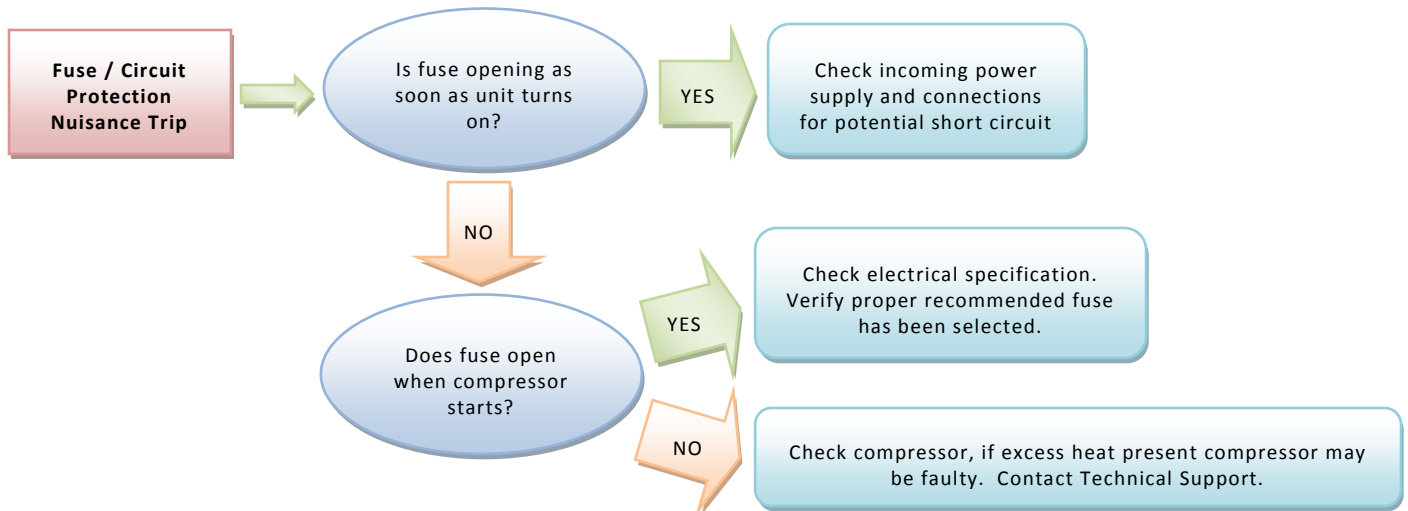 Fuse / Circuit
Protection
Nuisance Trip
Is fuse opening as
soon as unit turns
on?
YES
Check incoming power
supply and connections
for potential short circuit
NO
Does fuse open
when compressor
starts?
YES
Check electrical specification.
Verify proper recommended fuse
has been selected.
NO
Check compressor, if excess heat present compressor may
be faulty.  Contact Technical Support.